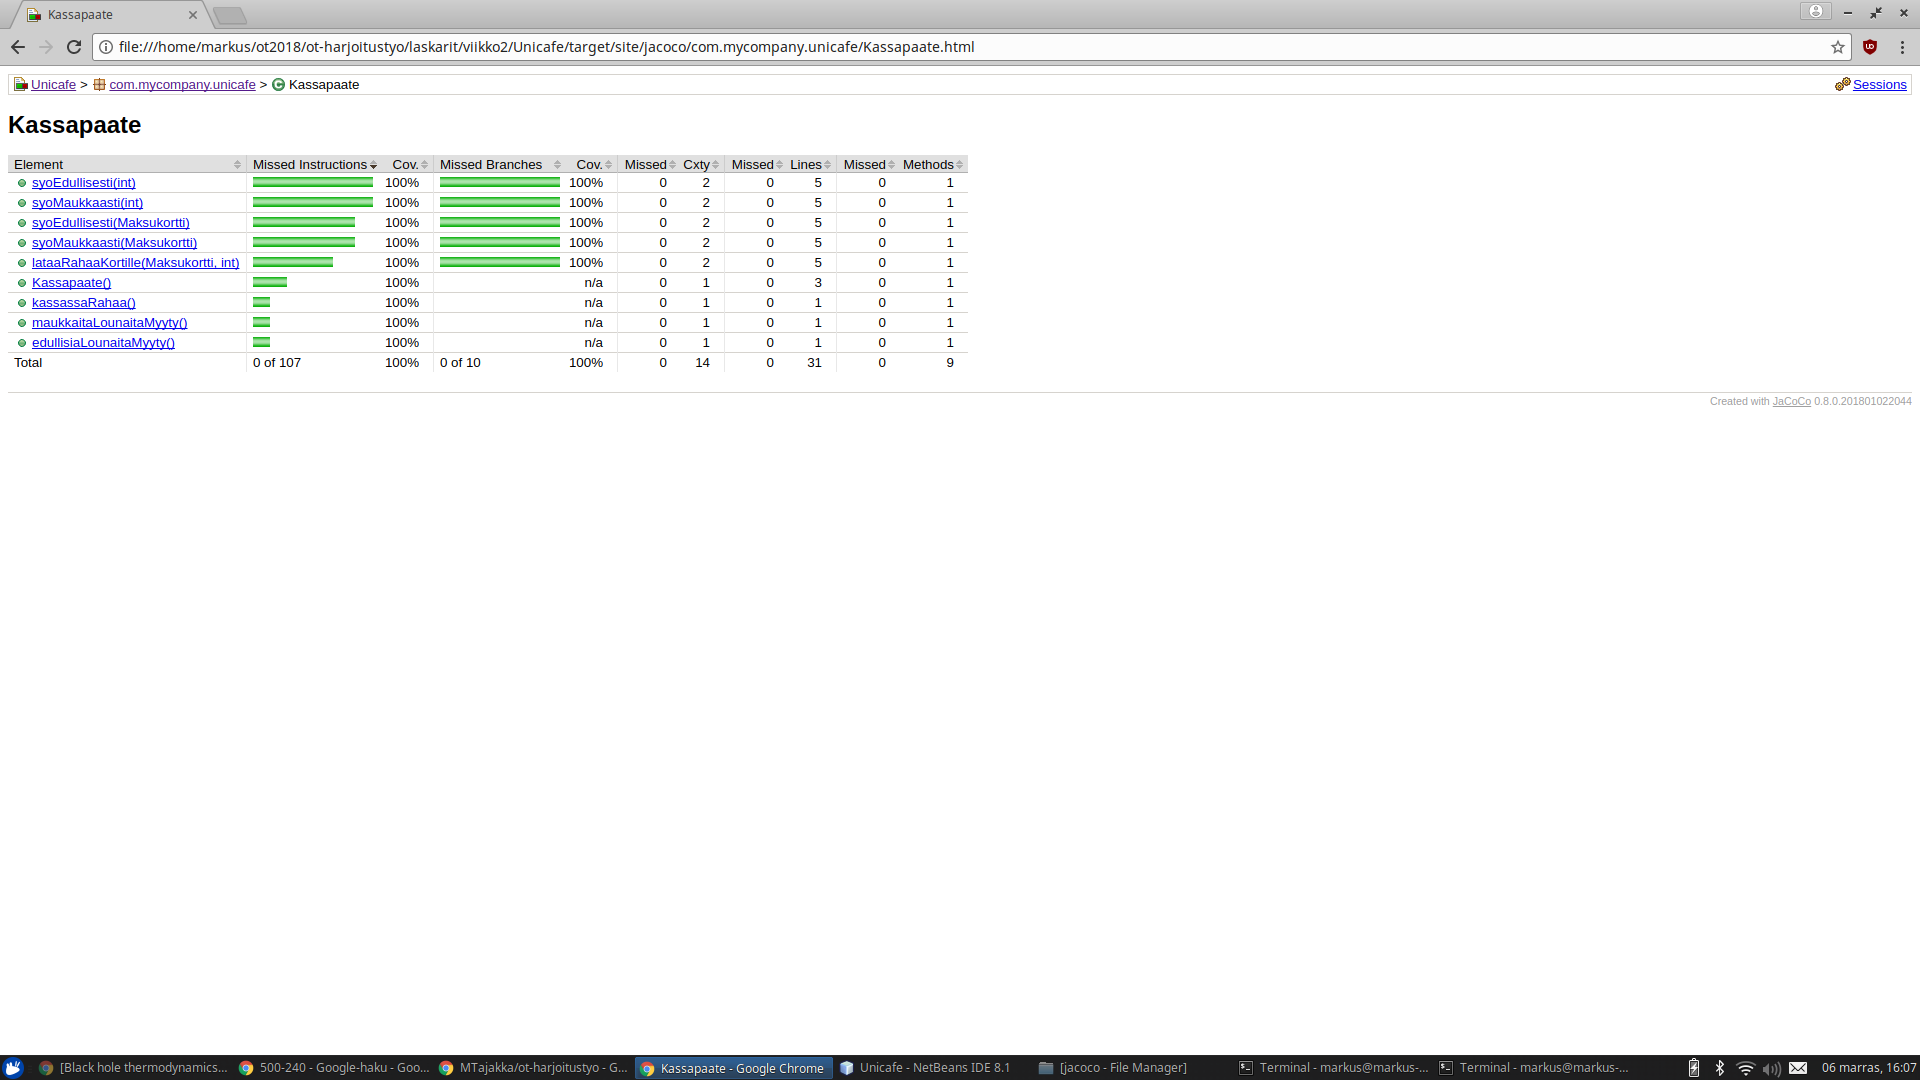 Kassapaate
file:///home/markus/ot2018/ot-harjoitustyo/laskarit/viikko2/Unicafe/target/site/jacoco/com.mycompany.unicafe/Kassapaate.html
Unicafe > com.mycompany.unicafe > Kassapaate Sessions
Kassapaate
Element Missed Instructions Cov. Missed Branches Cov. Missed Cxty Missed Lines Missed Methods
syoEdullisesti(int) 100% 100% 0 2 0 5 0 1
syoMaukkaasti(int) 100% 100% 0 2 0 5 0 1
syoEdullisesti(Maksukortti) 100% 100% 0 2 0 5 0 1
syoMaukkaasti(Maksukortti) 100% 100% 0 2 0 5 0 1
lataaRahaaKortille(Maksukortti, int) 100% 100% 0 2 0 5 0 1
Kassapaate() 100% n/a 0 1 0 3 0 1
kassassaRahaa() 100% n/a 0 1 0 1 0 1
maukkaitaLounaitaMyyty() 100% n/a 0 1 0 1 0 1
edullisiaLounaitaMyyty() 100% n/a 0 1 0 1 0 1
Total 0 of 107 100% 0 of 10 100% 0 14 0 31 0 9
Created with JaCoCo 0.8.0.201801022044
[Black hole thermodynamics... 500-240 - Google-haku - Goo... MTajakka/ot-harjoitustyo - G... Kassapaate - Google Chrome Unicafe - NetBeans IDE 8.1 [jacoco - File Manager] Terminal - markus@markus-... Terminal - markus@markus-... 06 marras, 16:07